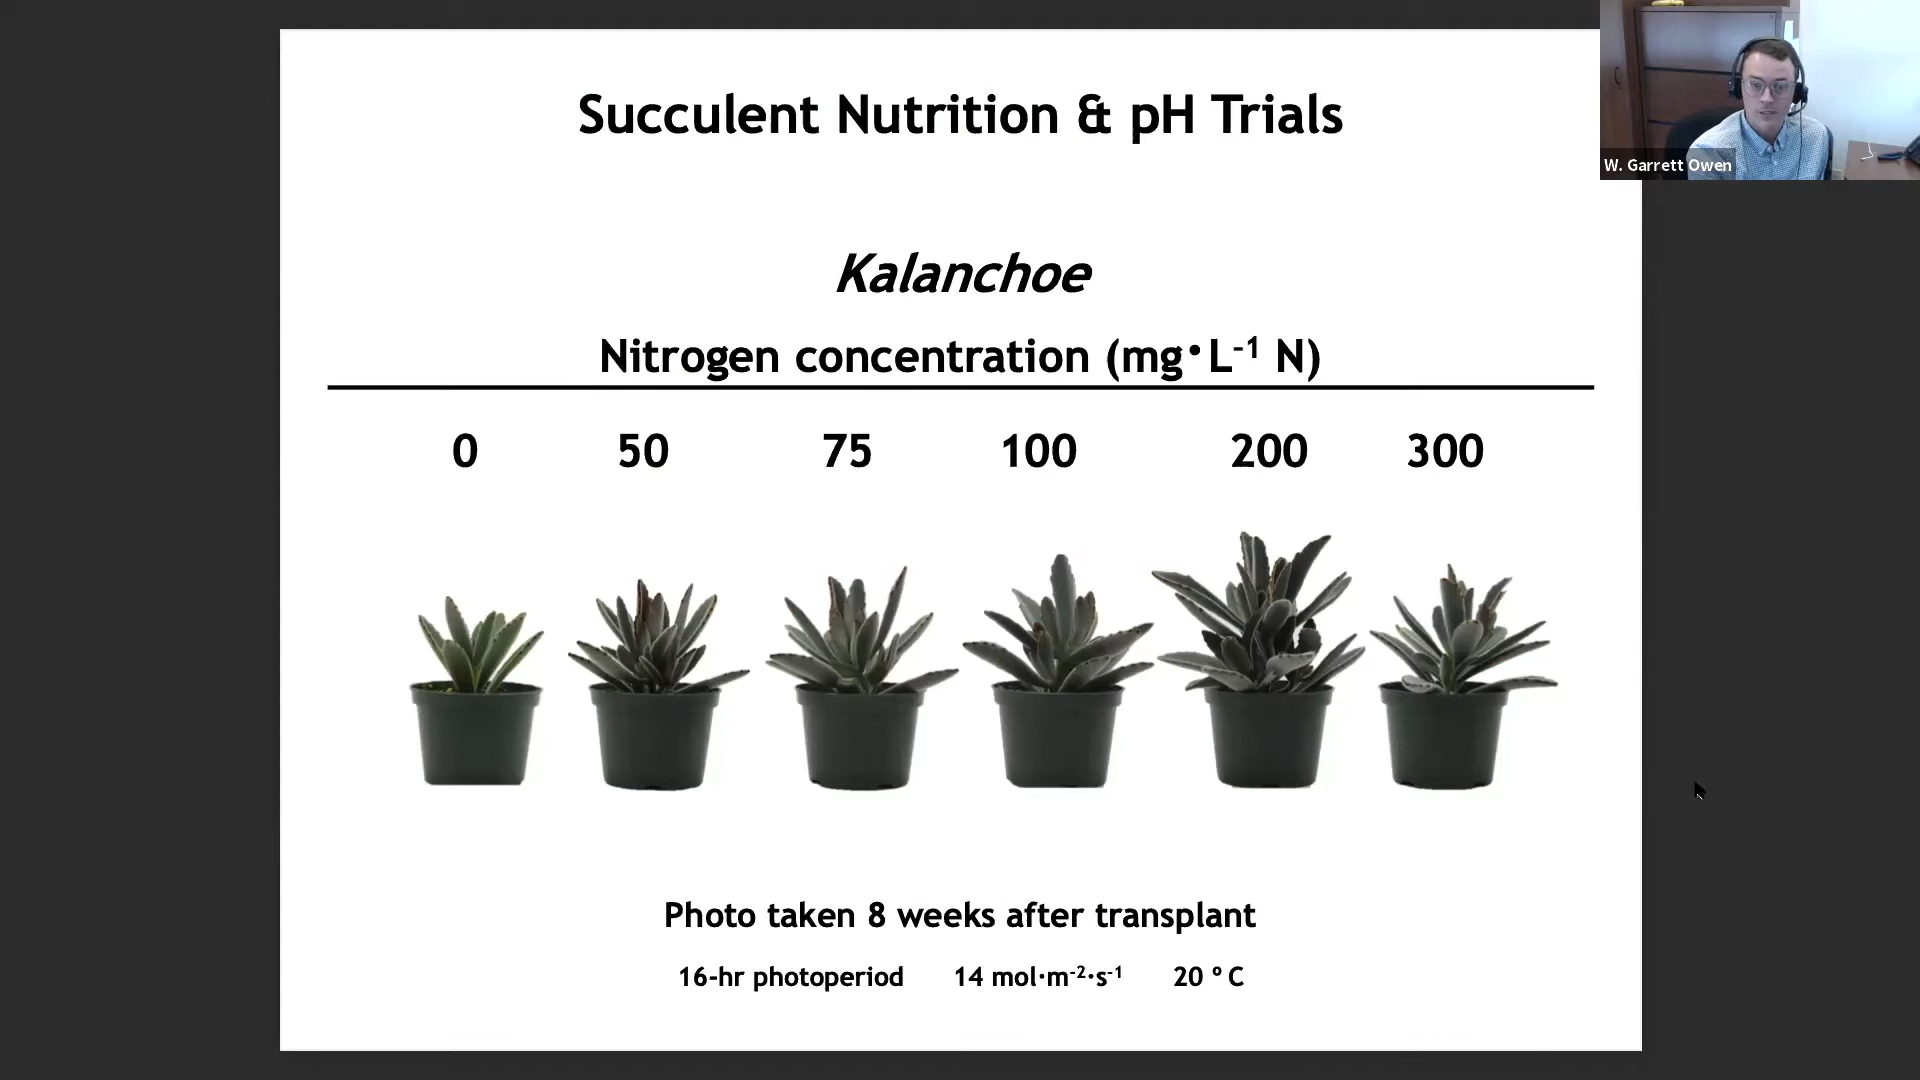 Succulent Nutrition & pH Trials
W. Garrett Owen
Kalanchoe
Nitrogen concentration (mg·L⁻¹ N)
0 50 75 100 200 300
Photo taken 8 weeks after transplant
16-hr photoperiod 14 mol·m⁻²·s⁻¹ 20 º C